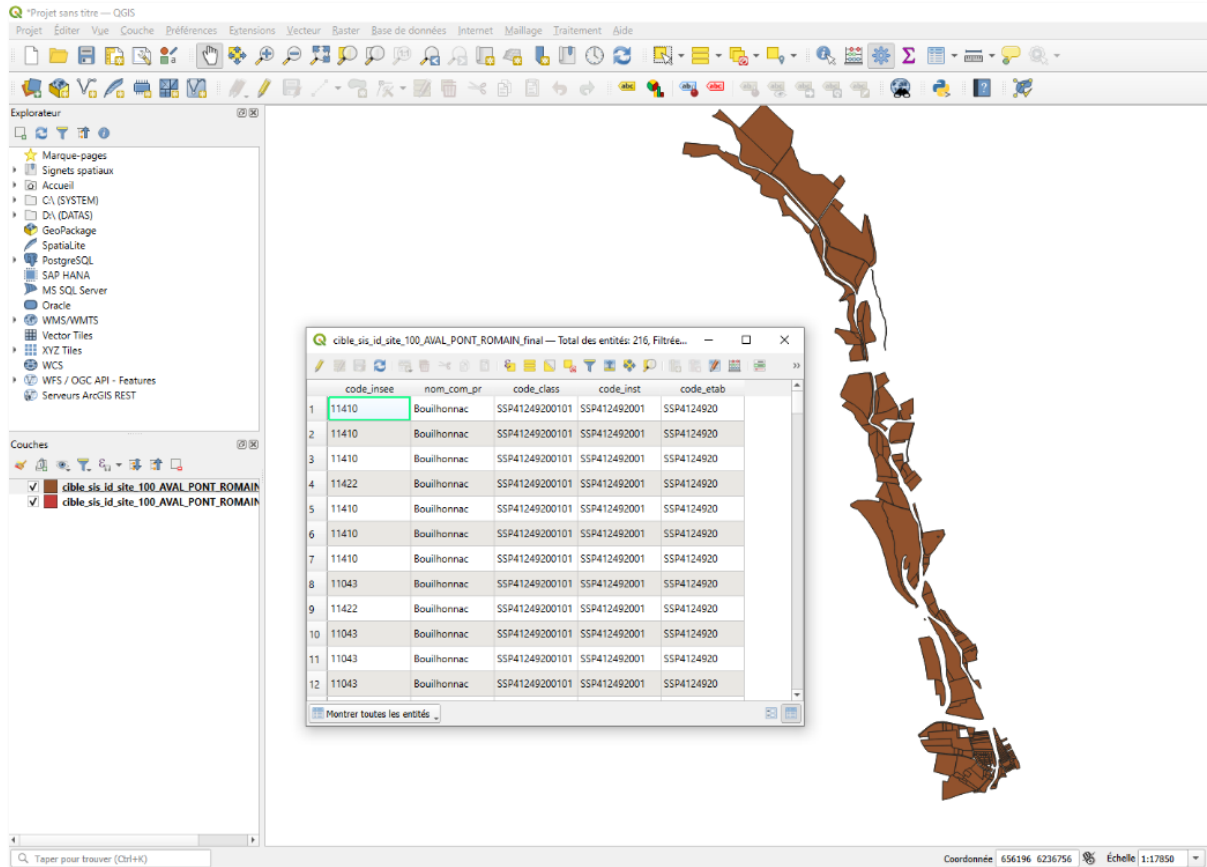 *Projet sans titre — QGIS
Projet Éditer Vue Couche Préférences Extensions Vecteur Raster Base de données Internet Maillage Traitement Aide
Explorateur
Marque-pages
Signets spatiaux
Accueil
C:\ (SYSTEM)
D:\ (DATAS)
GeoPackage
SpatiaLite
PostgreSQL
SAP HANA
MS SQL Server
Oracle
WMS/WMTS
Vector Tiles
XYZ Tiles
WCS
WFS / OGC API - Features
Serveurs ArcGIS REST
Couches
cible_sis_id_site_100_AVAL_PONT_ROMAIN
cible_sis_id_site_100_AVAL_PONT_ROMAIN
cible_sis_id_site_100_AVAL_PONT_ROMAIN_final — Total des entités: 216, Filtrée...
code_insee nom_com_pr code_class code_inst code_etab
1 11410 Bouilhonnac SSP41249200101 SSP412492001 SSP4124920
2 11410 Bouilhonnac SSP41249200101 SSP412492001 SSP4124920
3 11410 Bouilhonnac SSP41249200101 SSP412492001 SSP4124920
4 11422 Bouilhonnac SSP41249200101 SSP412492001 SSP4124920
5 11410 Bouilhonnac SSP41249200101 SSP412492001 SSP4124920
6 11410 Bouilhonnac SSP41249200101 SSP412492001 SSP4124920
7 11410 Bouilhonnac SSP41249200101 SSP412492001 SSP4124920
8 11043 Bouilhonnac SSP41249200101 SSP412492001 SSP4124920
9 11422 Bouilhonnac SSP41249200101 SSP412492001 SSP4124920
10 11043 Bouilhonnac SSP41249200101 SSP412492001 SSP4124920
11 11043 Bouilhonnac SSP41249200101 SSP412492001 SSP4124920
12 11043 Bouilhonnac SSP41249200101 SSP412492001 SSP4124920
Montrer toutes les entités
Taper pour trouver (Ctrl+K)
Coordonnée 656196 6236756 Échelle 1:17850